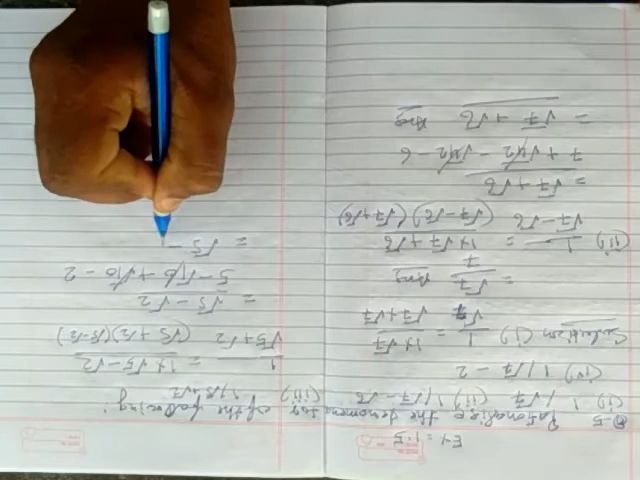 Ex = 1.5
Q-5 Rationalise the denomenator of the following:
(i) 1/√7 (ii) 1/√7-√6 (iii) 1/√5+√2
(iv) 1/√7-2
Solution (i) 1/√7 = 1×√7/√7×√7
= √7/7 Ans
(ii) 1/√7-√6 = 1×√7+√6/(√7-√6)(√7+√6)
= √7+√6/7+√42-√42-6
= √7+√6 Ans
1/√5+√2 = 1×√5-√2/(√5+√2)(√5-√2)
= √5-√2/5-√10+√10-2
= √5-